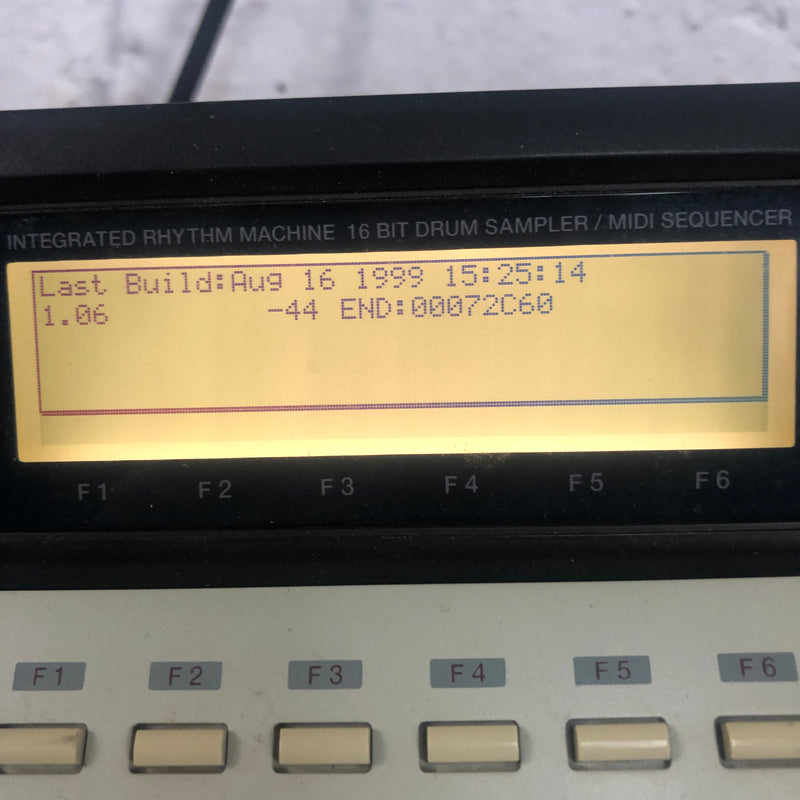 INTEGRATED RHYTHM MACHINE 16 BIT DRUM SAMPLER / MIDI SEQUENCER
Last Build:Aug 16 1999 15:25:14
1.06 -44 END:00072C60
F1 F2 F3 F4 F5 F6
F1 F2 F3 F4 F5 F6